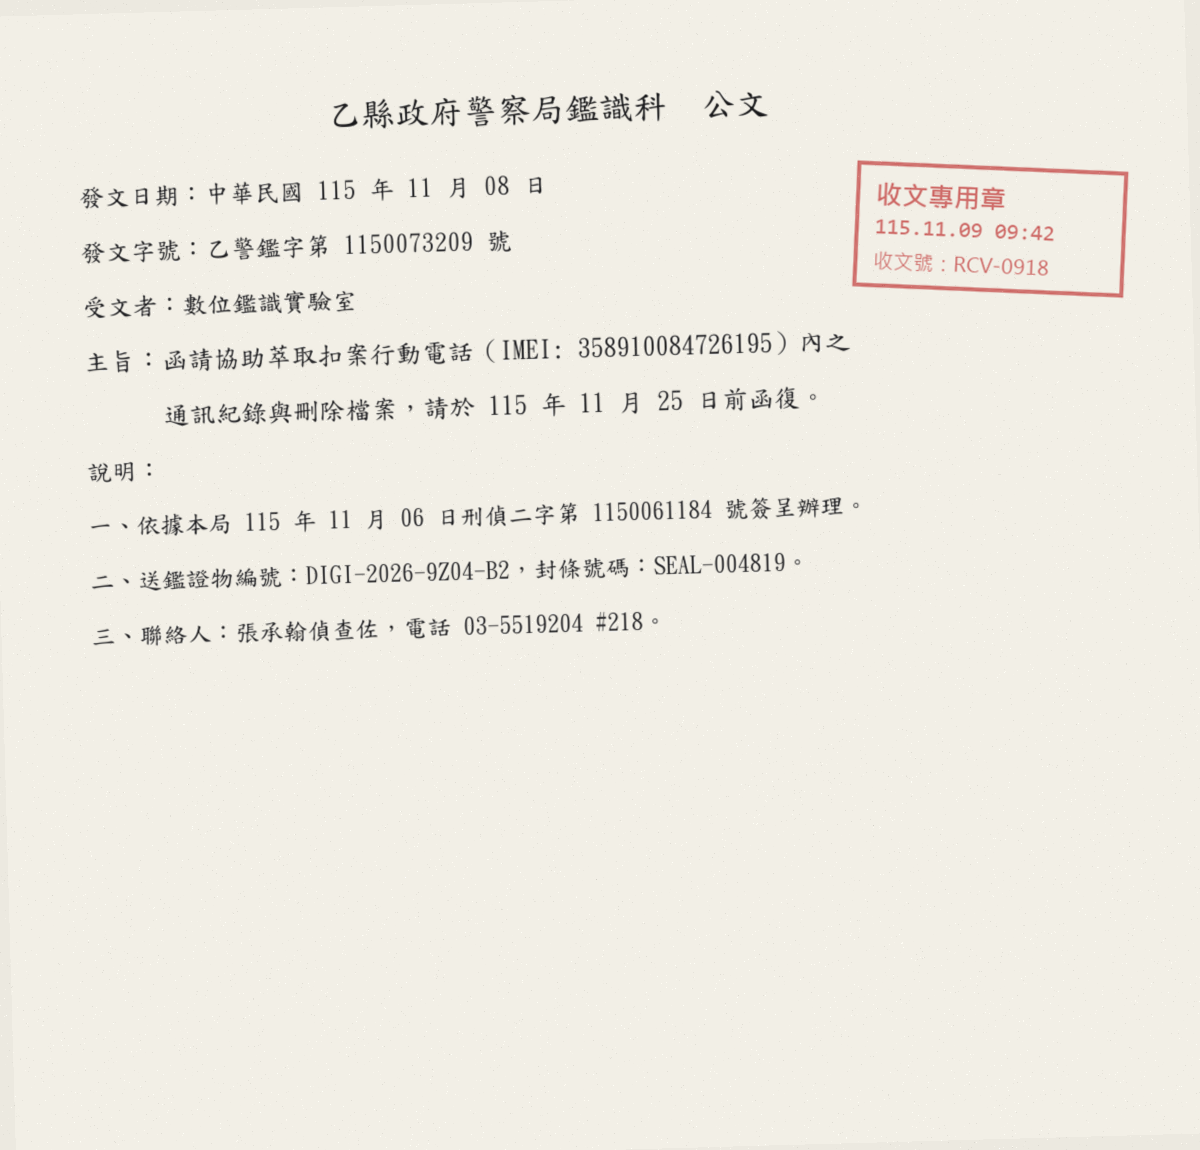 乙縣政府警察局鑑識科　公文
發文日期：中華民國 115 年 11 月 08 日
收文專用章
115.11.09 09:42
收文號：RCV-0918
發文字號：乙警鑑字第 1150073209 號
受文者：數位鑑識實驗室
主旨：函請協助萃取扣案行動電話（IMEI: 358910084726195）內之
通訊紀錄與刪除檔案，請於 115 年 11 月 25 日前函復。
說明：
一、依據本局 115 年 11 月 06 日刑偵二字第 1150061184 號簽呈辦理。
二、送鑑證物編號：DIGI-2026-9Z04-B2，封條號碼：SEAL-004819。
三、聯絡人：張承翰偵查佐，電話 03-5519204 #218。